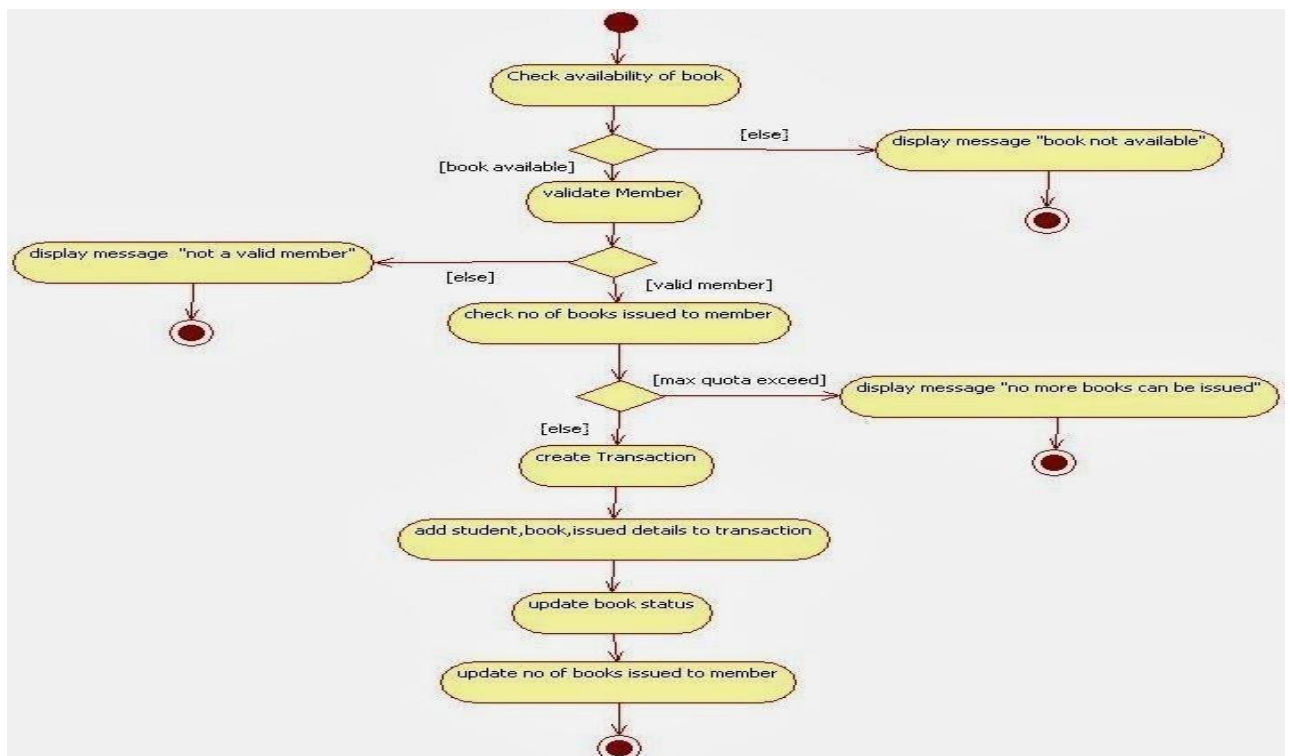 Check availability of book
[else]
display message "book not available"
[book available]
validate Member
display message  "not a valid member"
[else]
[valid member]
check no of books issued to member
[max quota exceed]
display message "no more books can be issued"
[else]
create Transaction
add student,book,issued details to transaction
update book status
update no of books issued to member